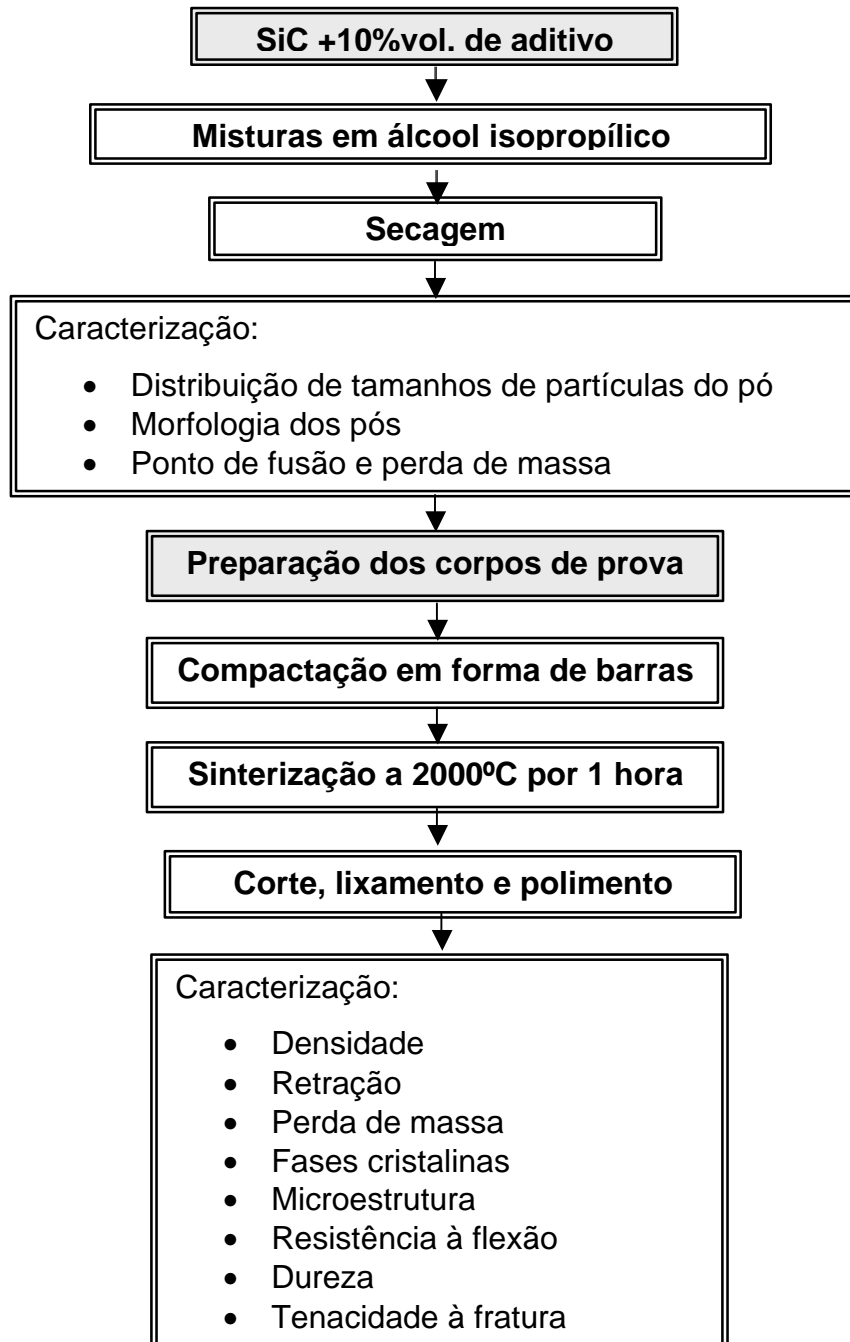 SiC +10%vol. de aditivo
Misturas em álcool isopropílico
Secagem
Caracterização:
• Distribuição de tamanhos de partículas do pó
• Morfologia dos pós
• Ponto de fusão e perda de massa
Preparação dos corpos de prova
Compactação em forma de barras
Sinterização a 2000ºC por 1 hora
Corte, lixamento e polimento
Caracterização:
• Densidade
• Retração
• Perda de massa
• Fases cristalinas
• Microestrutura
• Resistência à flexão
• Dureza
• Tenacidade à fratura